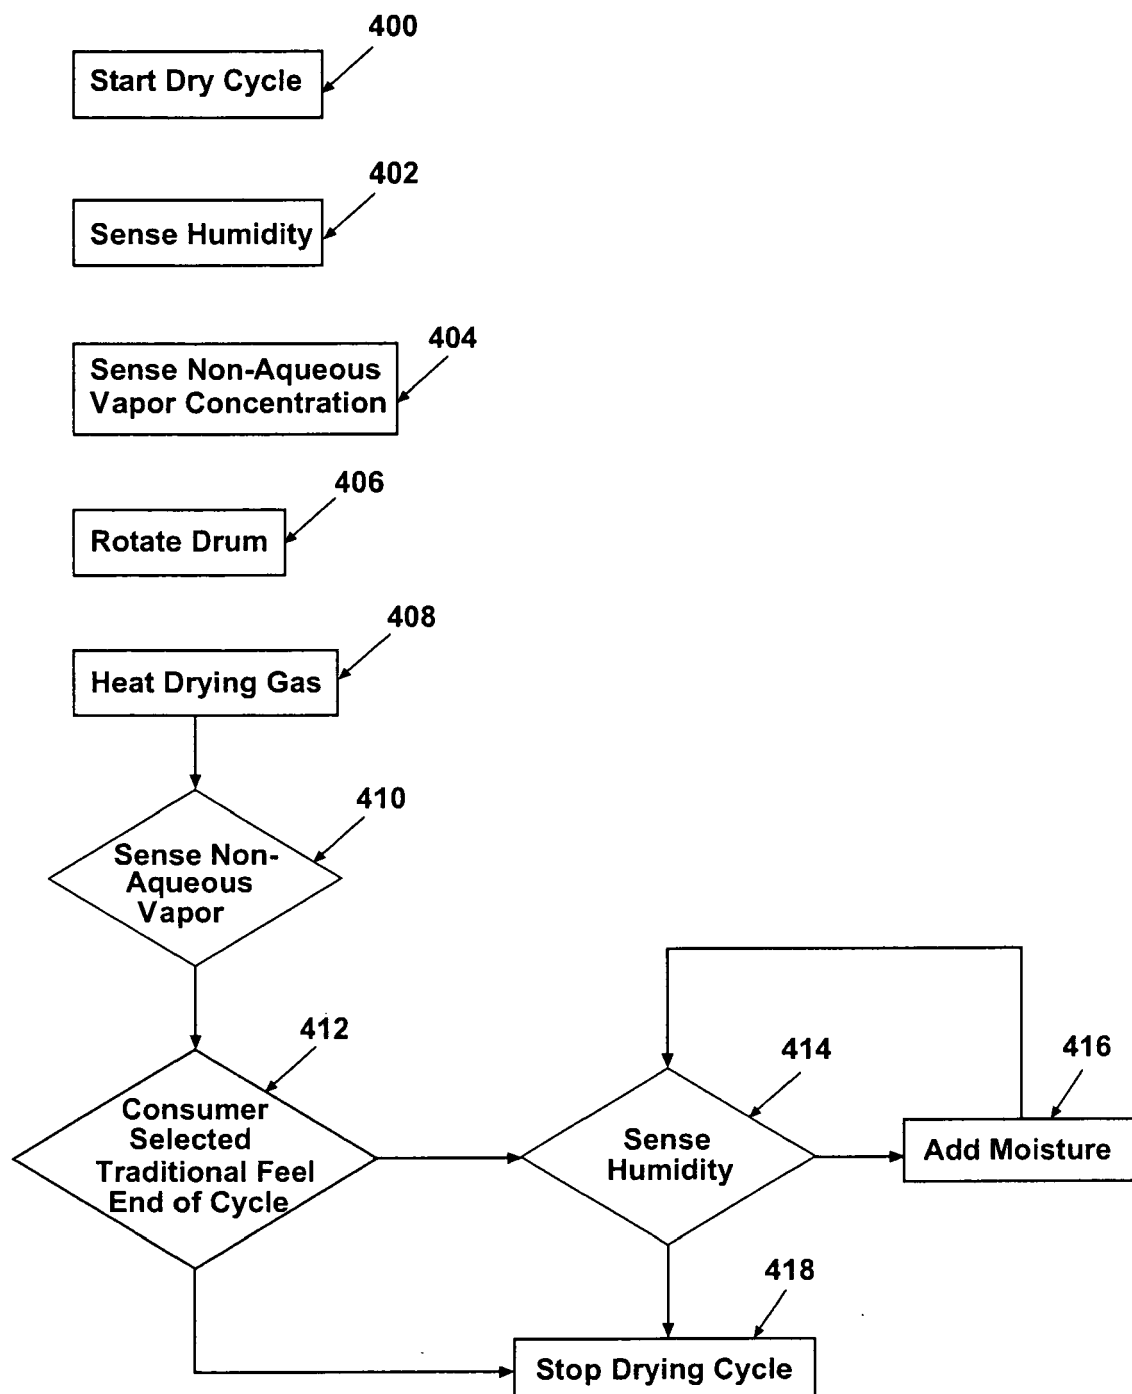 400
Start Dry Cycle
402
Sense Humidity
404
Sense Non-Aqueous
Vapor Concentration
406
Rotate Drum
408
Heat Drying Gas
410
Sense Non-
Aqueous
Vapor
412
Consumer
Selected
Traditional Feel
End of Cycle
414
Sense
Humidity
416
Add Moisture
418
Stop Drying Cycle